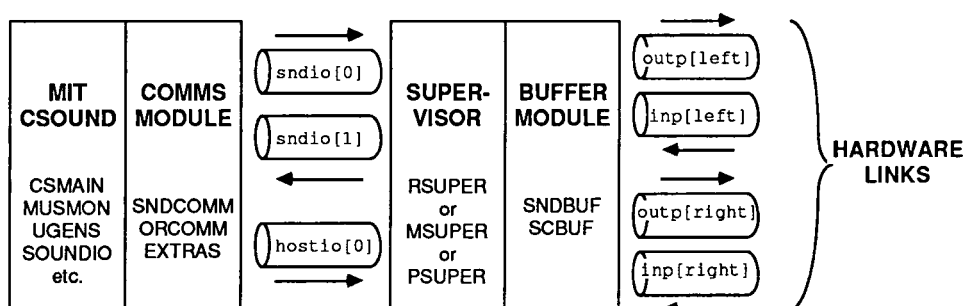 MIT
CSOUND
CSMAIN
MUSMON
UGENS
SOUNDIO
etc.
COMMS
MODULE
SNDCOMM
ORCOMM
EXTRAS
sndio[0]
sndio[1]
hostio[0]
SUPER-
VISOR
RSUPER
or
MSUPER
or
PSUPER
BUFFER
MODULE
SNDBUF
SCBUF
outp[left]
inp[left]
outp[right]
inp[right]
HARDWARE
LINKS